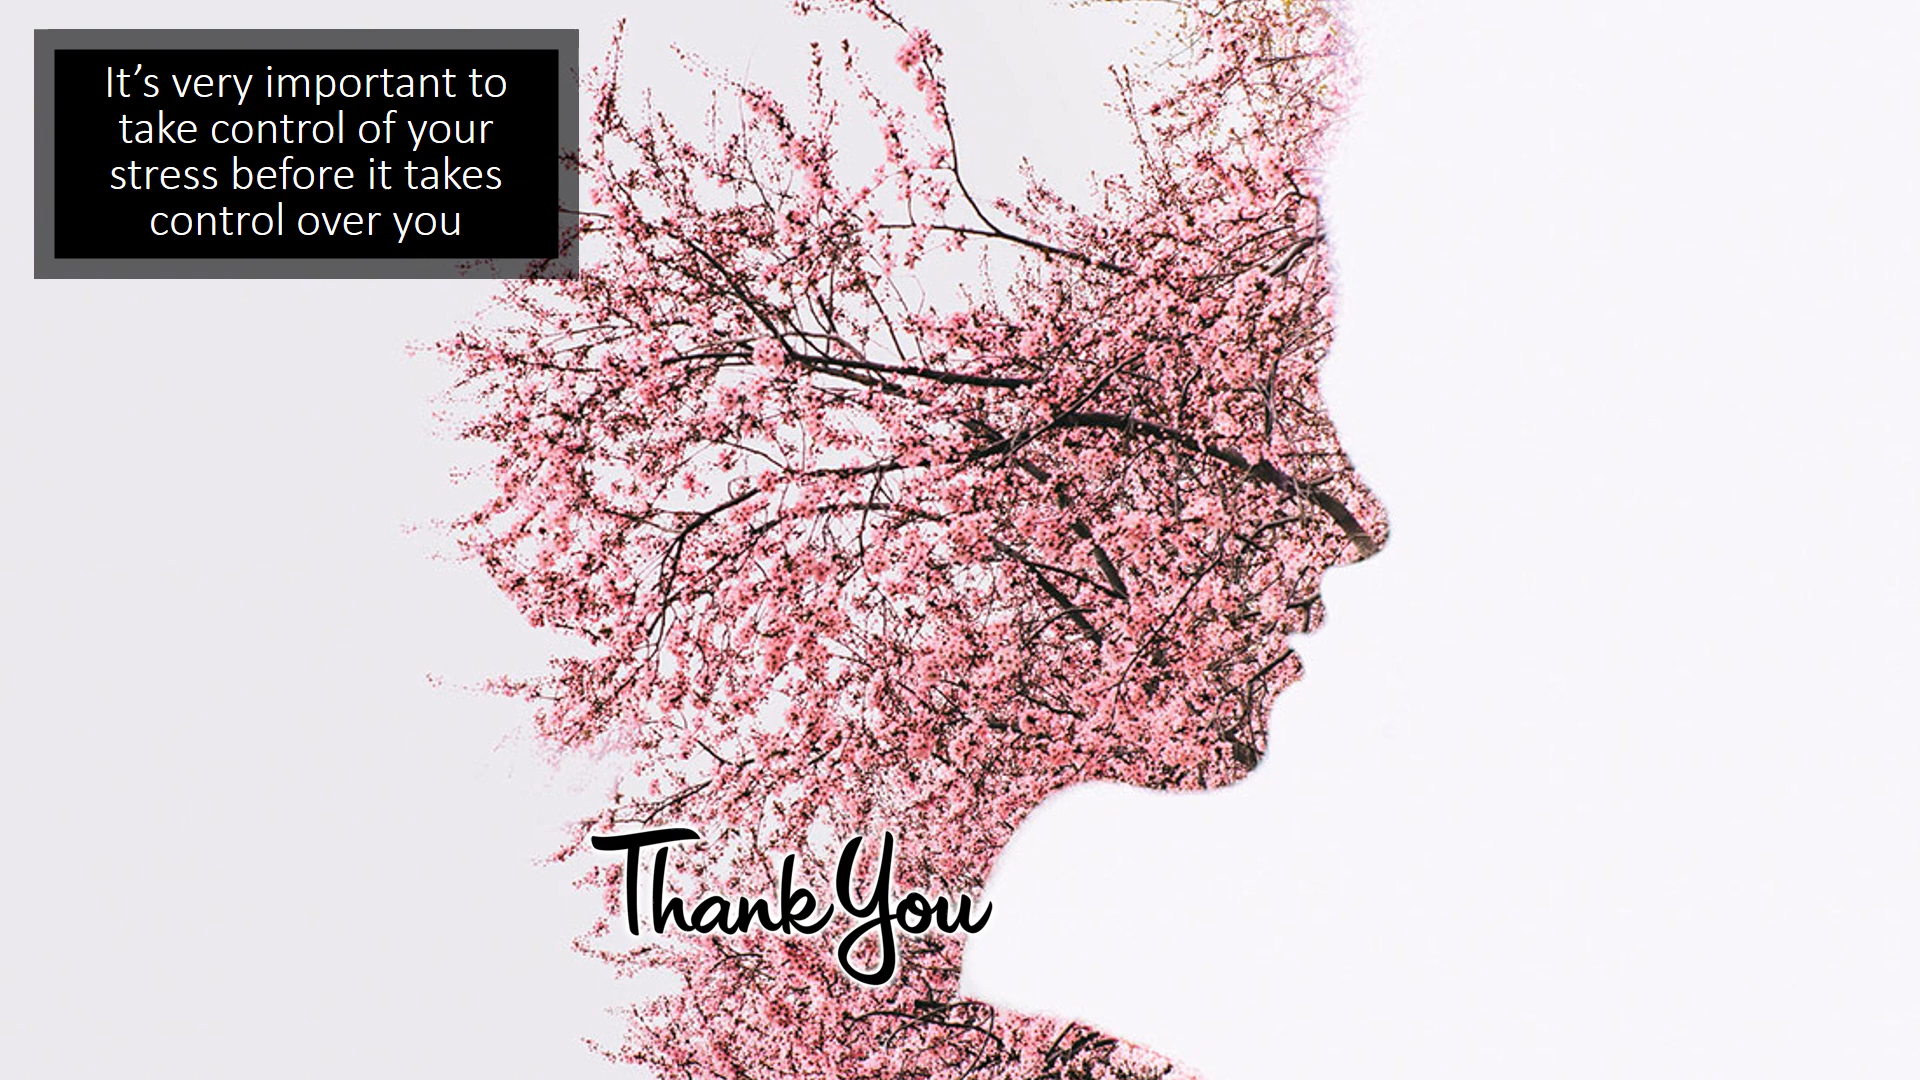 It’s very important to
take control of your
stress before it takes
control over you
Thank You